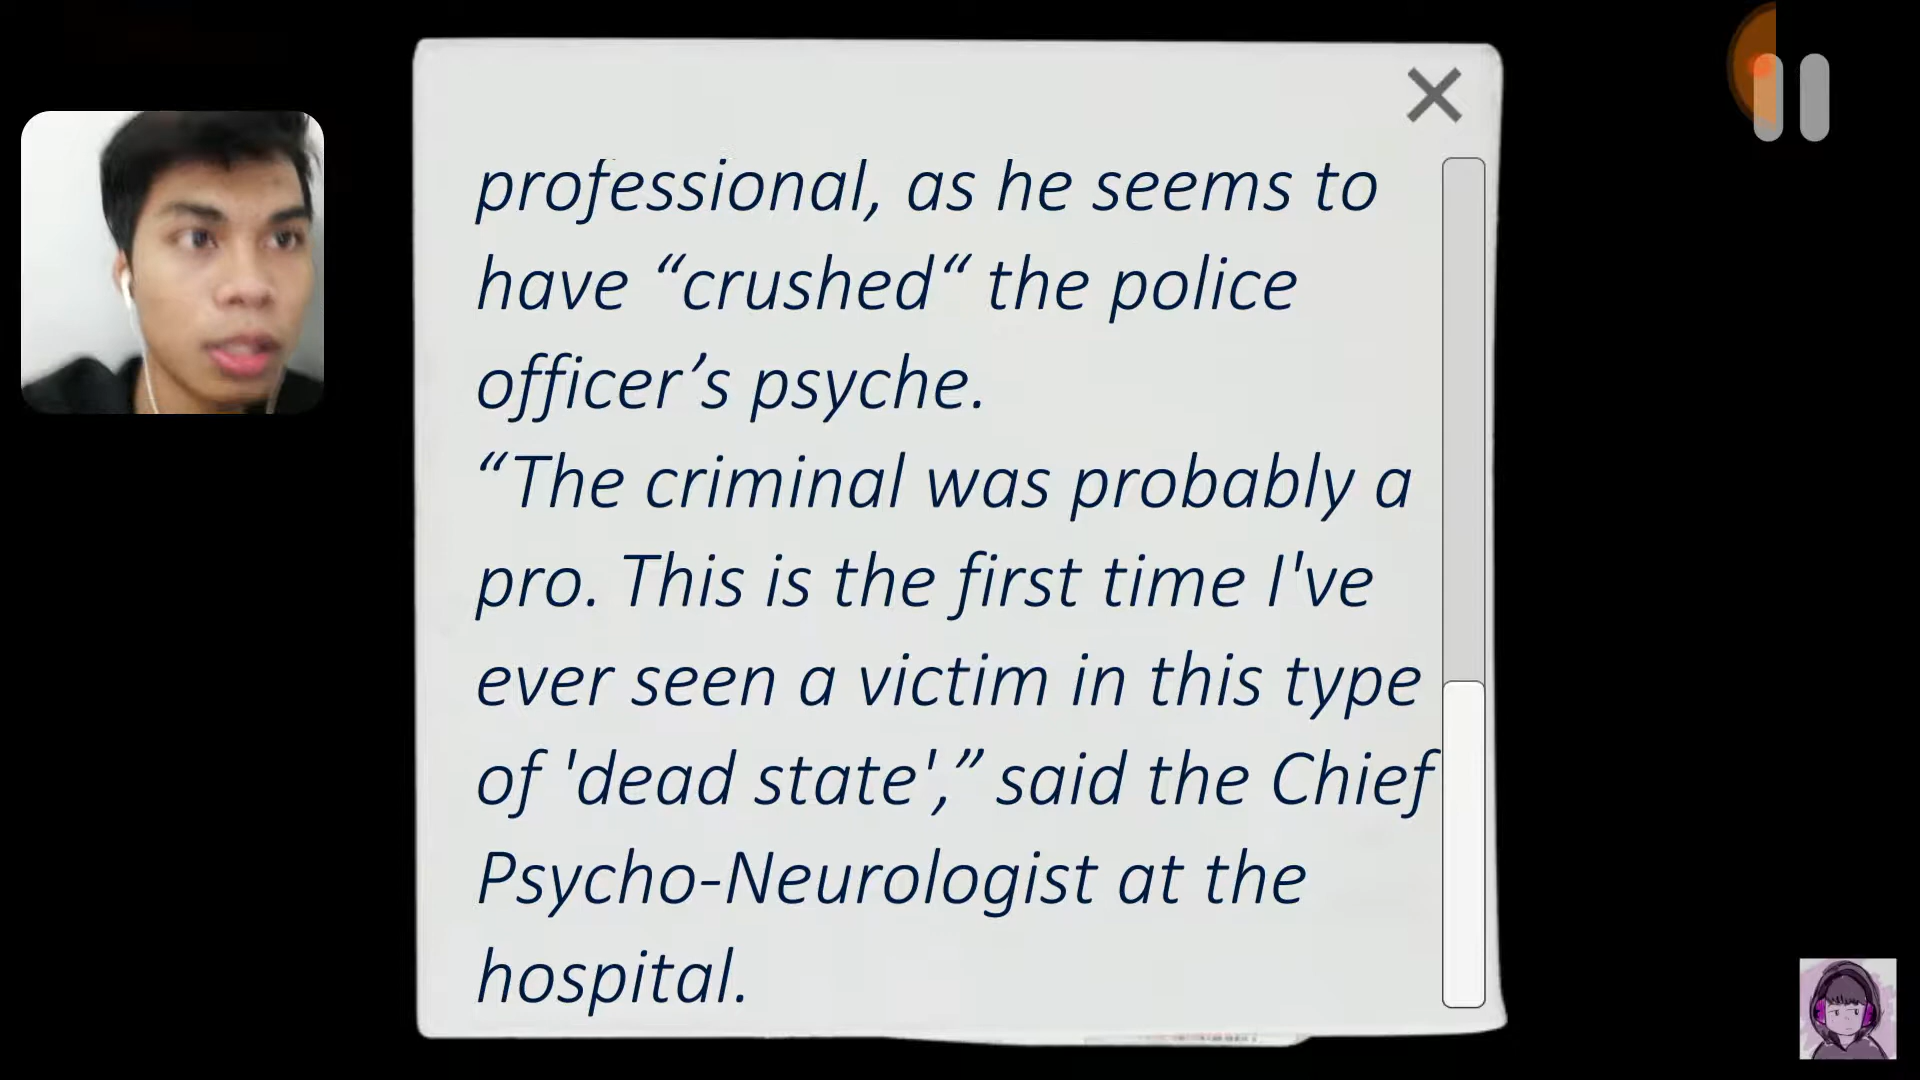 professional, as he seems to
have “crushed“ the police
officer’s psyche.
“The criminal was probably a
pro. This is the first time I've
ever seen a victim in this type
of 'dead state',” said the Chief
Psycho-Neurologist at the
hospital.